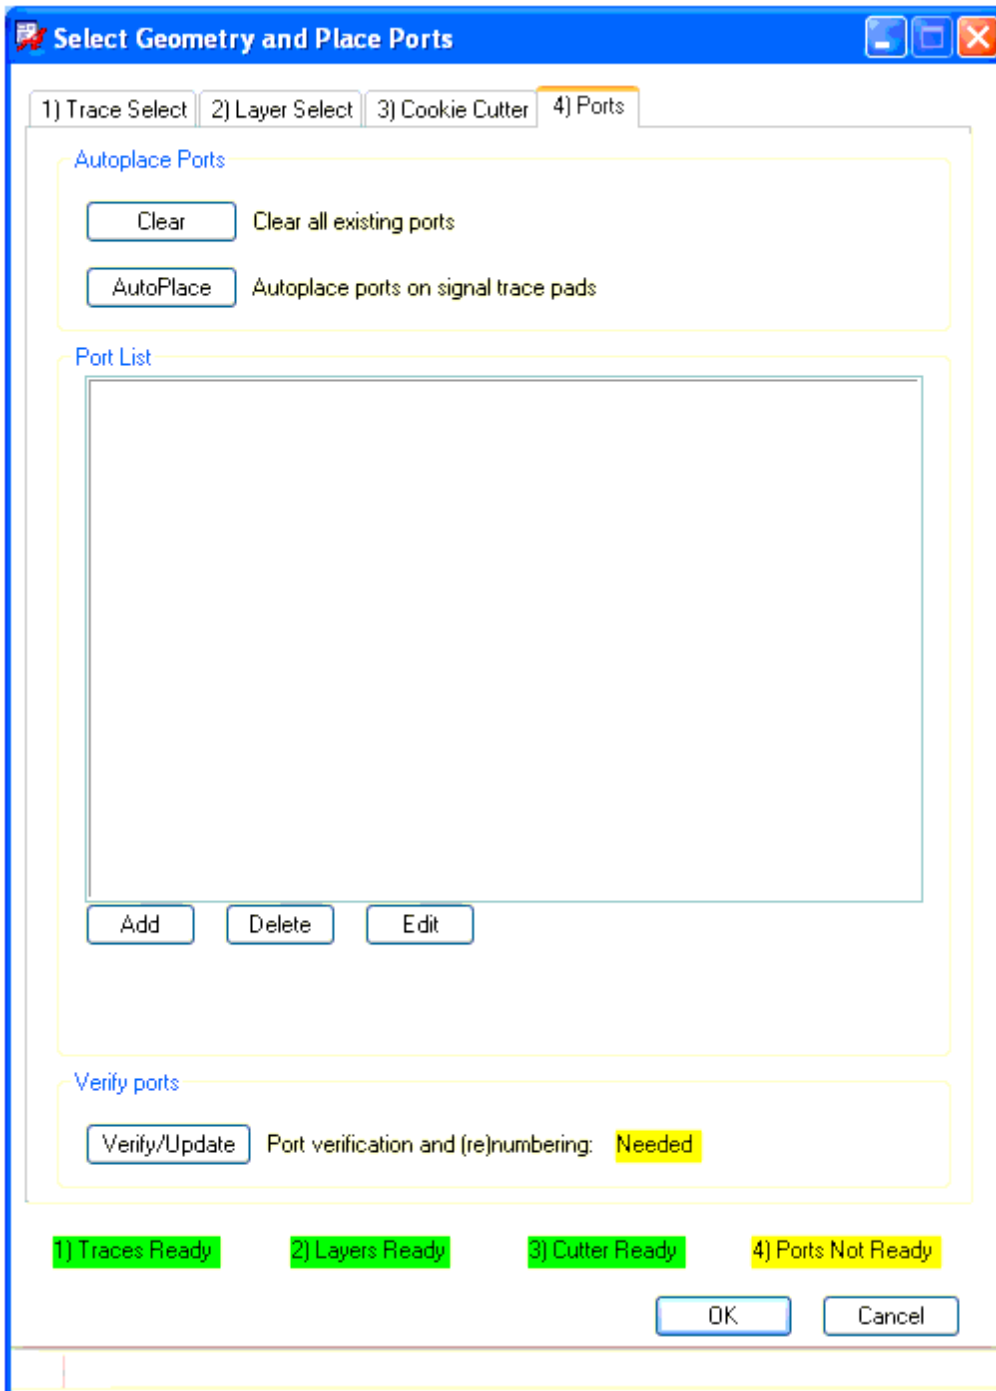 Select Geometry and Place Ports
1) Trace Select 2) Layer Select 3) Cookie Cutter 4) Ports
Autoplace Ports
Clear Clear all existing ports
AutoPlace Autoplace ports on signal trace pads
Port List
Add Delete Edit
Verify ports
Verify/Update Port verification and (re)numbering: Needed
1) Traces Ready 2) Layers Ready 3) Cutter Ready 4) Ports Not Ready
OK Cancel